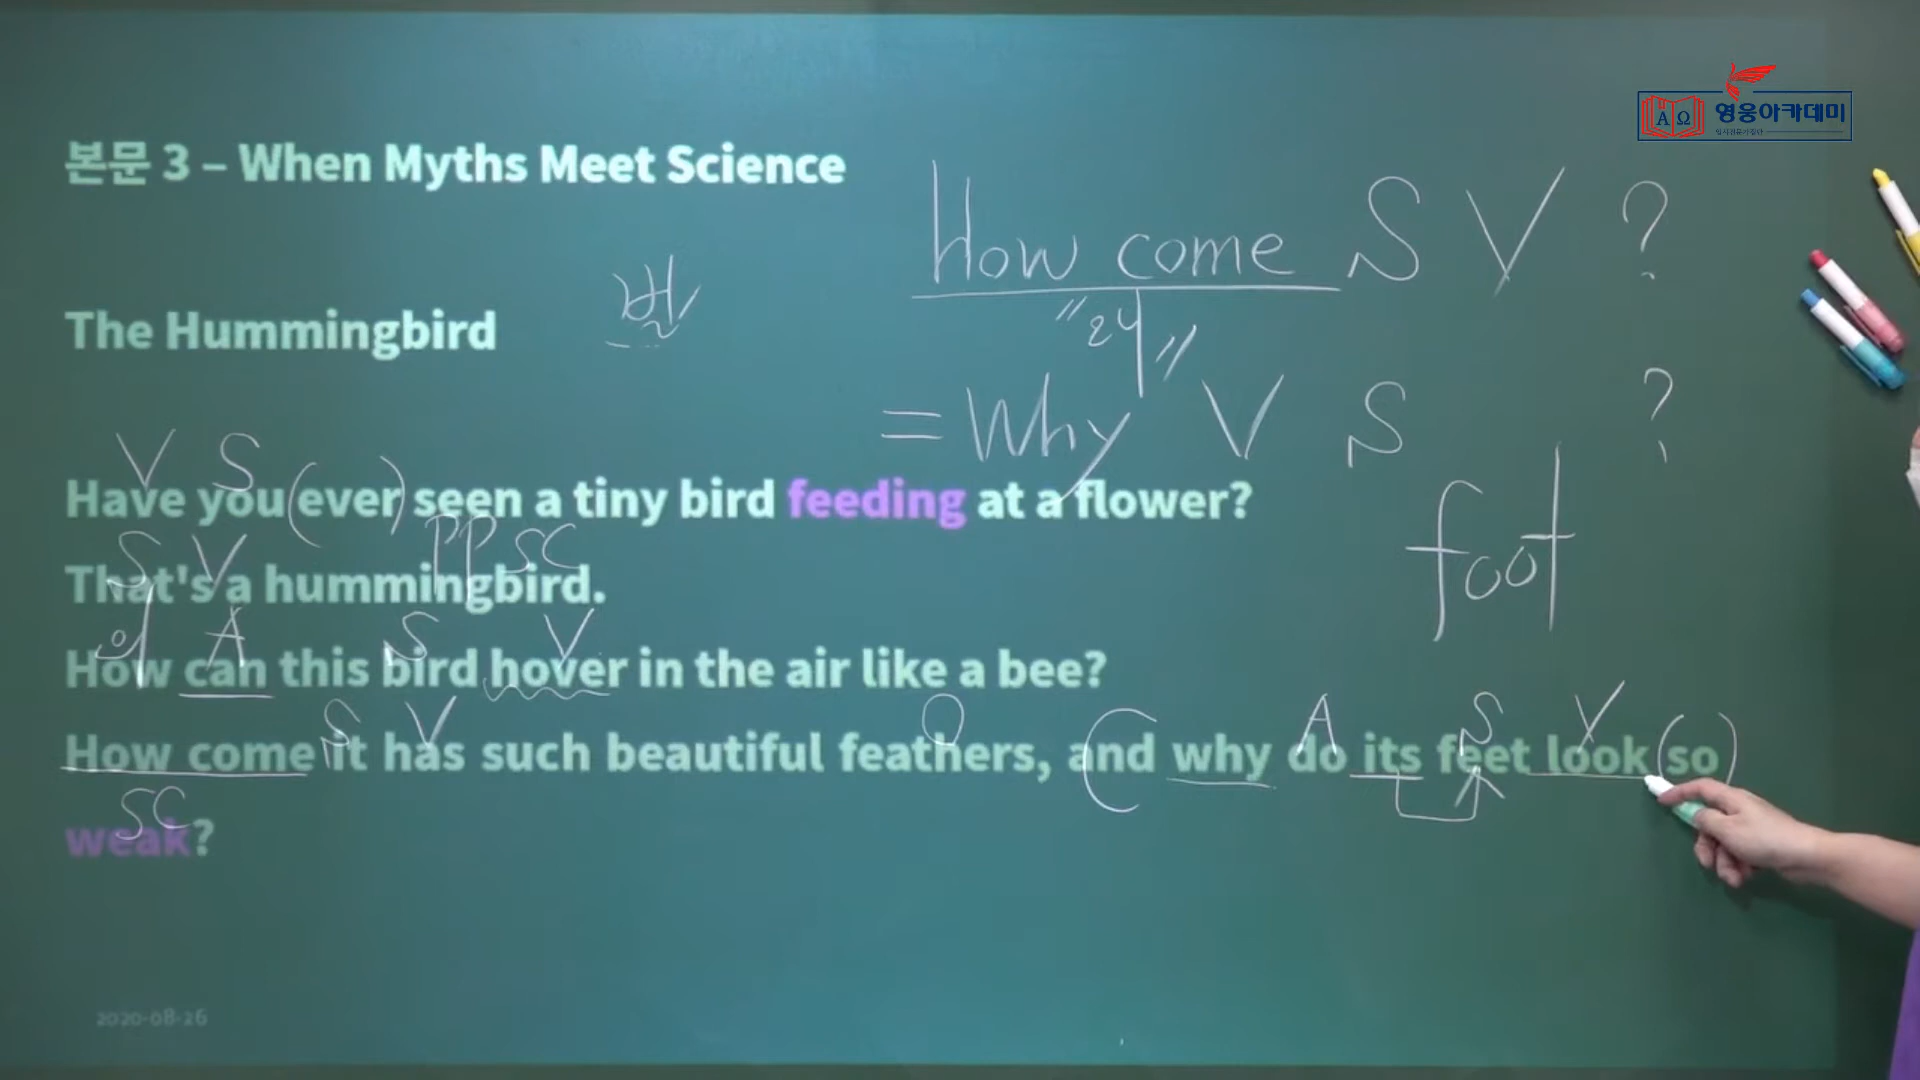 영웅아카데미
본문 3 – When Myths Meet Science
How come S V ?
The Hummingbird
벌
= Why V S ?
V S
Have you (ever) seen a tiny bird feeding at a flower?
foot
S V PP SC
That's a hummingbird.
A S V
How can this bird hover in the air like a bee?
S V O A S V
How come it has such beautiful feathers, (and why do its feet look (so)
SC
weak?
2020-08-26